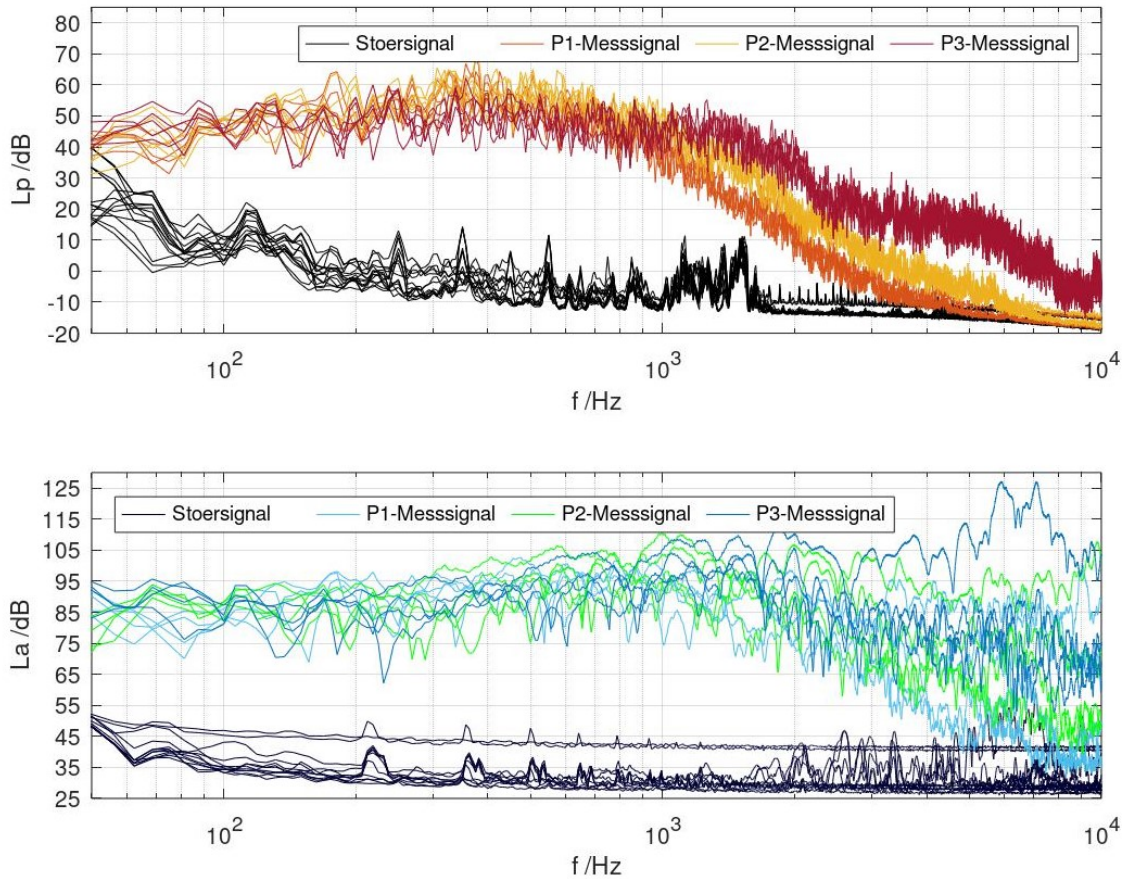 80
70
60
50
40
30
20
10
0
-10
-20
Lp /dB
Stoersignal P1-Messsignal P2-Messsignal P3-Messsignal
10^2 10^3 10^4
f /Hz
125
115
105
95
85
75
65
55
45
35
25
La /dB
Stoersignal P1-Messsignal P2-Messsignal P3-Messsignal
10^2 10^3 10^4
f /Hz